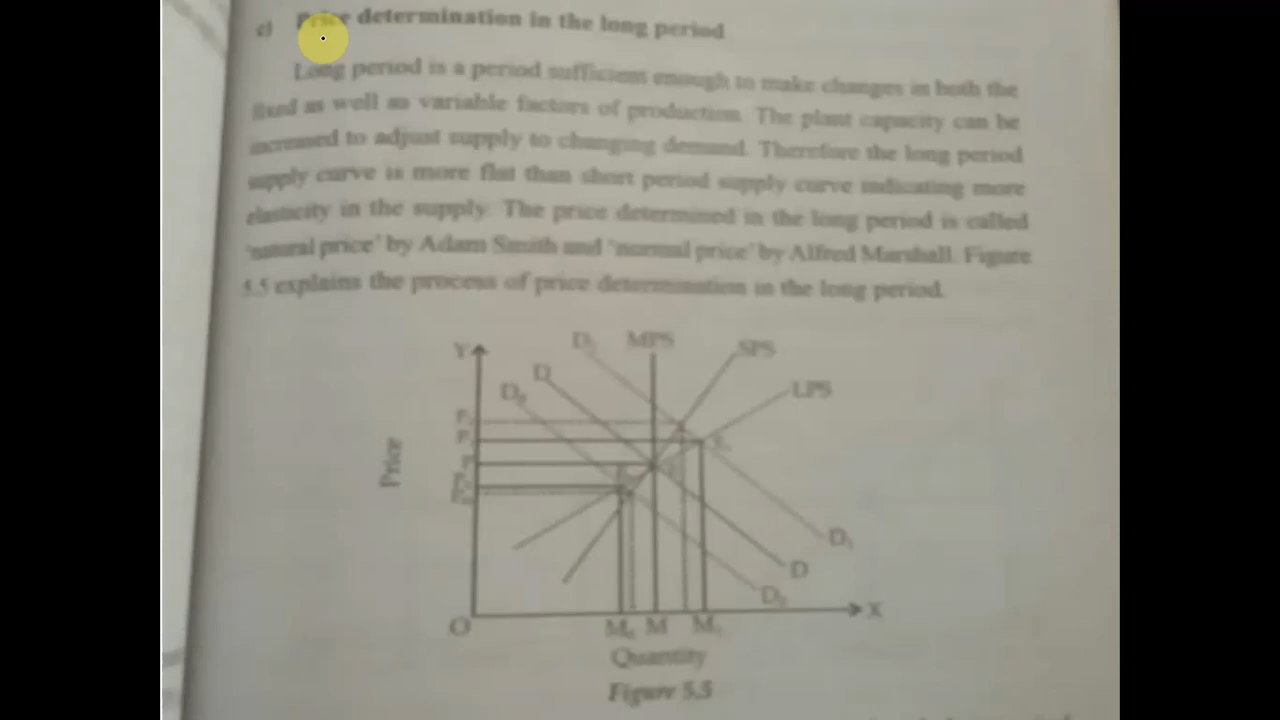 c) Price determination in the long period
Long period is a period sufficient enough to make changes in both the
fixed as well as variable factors of production. The plant capacity can be
increased to adjust supply to changing demand. Therefore the long period
supply curve is more flat than short period supply curve indicating more
elasticity in the supply. The price determined in the long period is called
'natural price' by Adam Smith and 'normal price' by Alfred Marshall. Figure
5.5 explains the process of price determination in the long period.
Y D MPS SPS
D
D
LPS
Price
D
D
D
O M M M X
Quantity
Figure 5.5